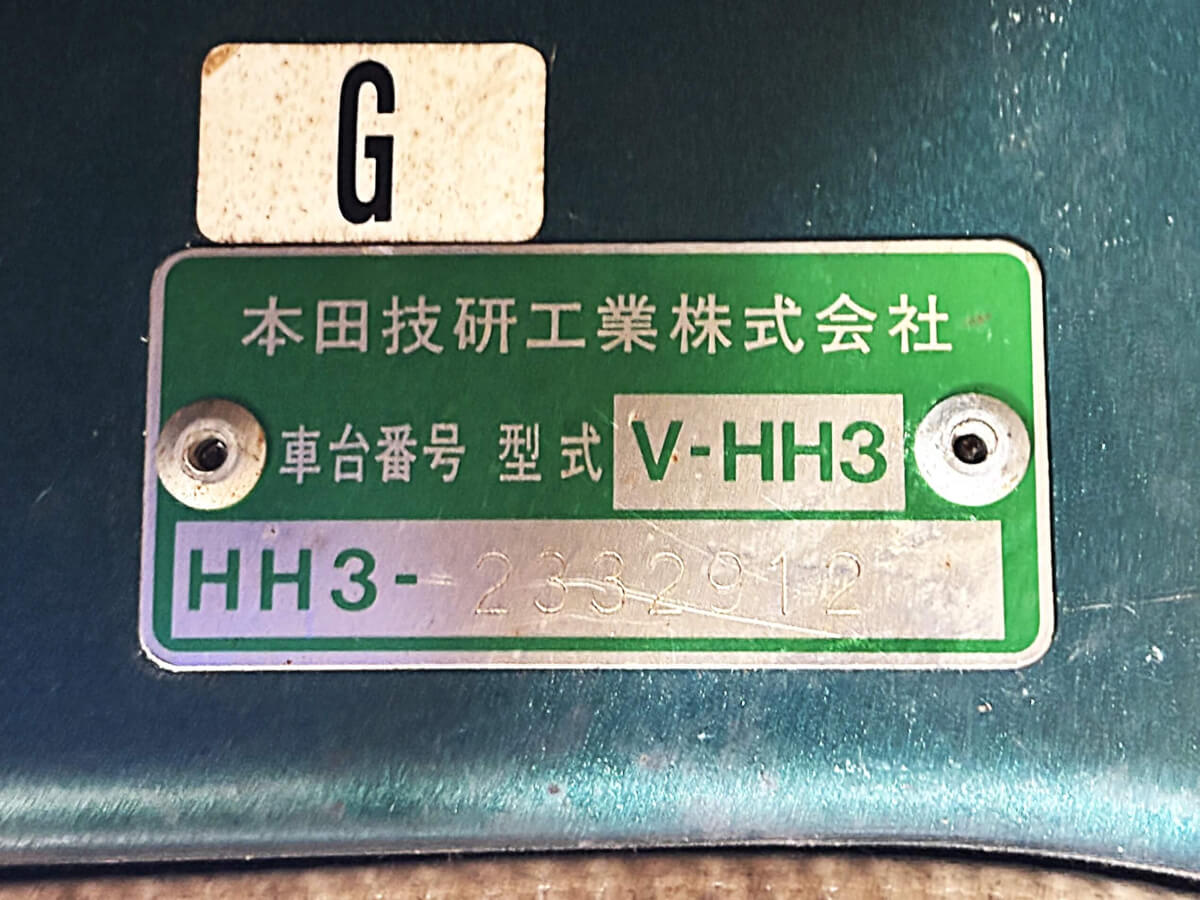 G
本田技研工業株式会社
車台番号 型式 V-HH3
HH3-2332912